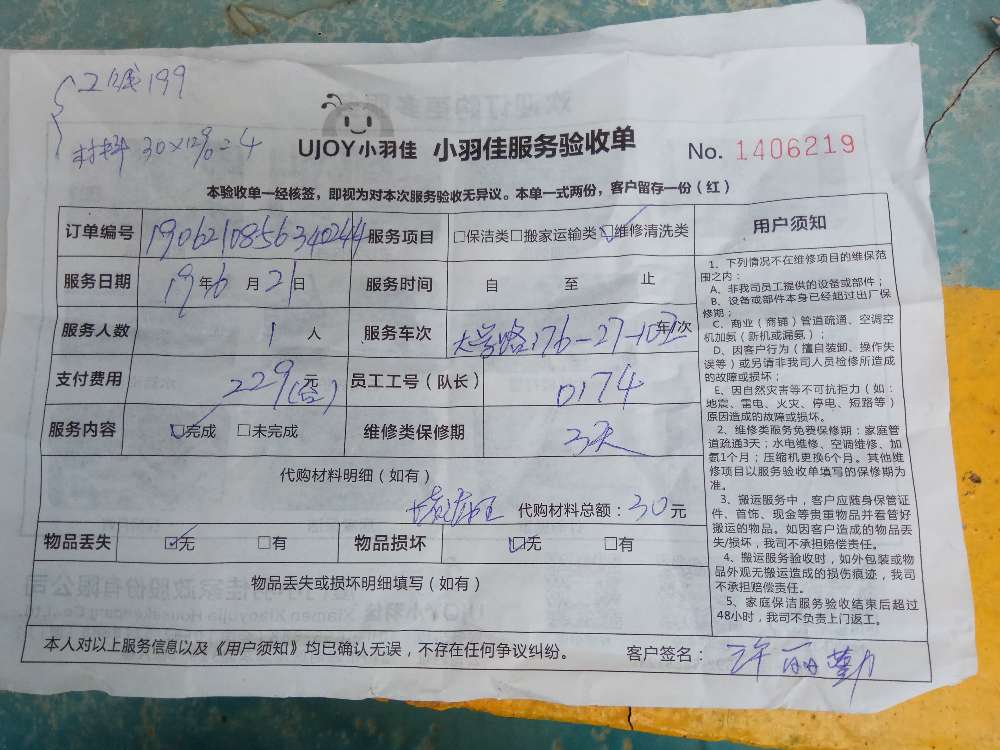 工城199
材料 30×12%=4
UJOY小羽佳 小羽佳服务验收单 No. 1406219
本验收单一经核签，即视为对本次服务验收无异议。本单一式两份，客户留存一份（红）
订单编号 1906210856340244 服务项目 □保洁类□搬家运输类☑维修清洗类
服务日期 19年6月21日 服务时间 自 至 止
服务人数 1人 服务车次 大学路176-27-103 车/次
支付费用 229元 员工工号（队长） 0174
服务内容 ☑完成 □未完成 维修类保修期 3天
代购材料明细（如有）
代购材料总额：30元
物品丢失 ☑无 □有 物品损坏 ☑无 □有
物品丢失或损坏明细填写（如有）
用户须知
1、下列情况不在维修项目的维保范
围之内：
A、非我司员工提供的设备或部件；
B、设备或部件本身已经超过出厂保
修期；
C、商业（商铺）管道疏通、空调空
机加氨（新机或漏氨）；
D、因客户行为（擅自装卸、操作失
误等）或另请非我司人员检修所造成
的故障或损坏；
E、因自然灾害等不可抗拒力（如：
地震、雷电、火灾、停电、短路等）
原因造成的故障或损坏。
2、维修类服务免费保修期：家庭管
道疏通3天；水电维修、空调维修、加
氨1个月；压缩机更换6个月。其他维
修项目以服务验收单填写的保修期为
准。
3、搬运服务中，客户应随身保管证
件、首饰、现金等贵重物品并看管好
搬运的物品。如因客户造成的物品丢
失/损坏，我司不承担赔偿责任。
4、搬运服务验收时，如外包装或物
品外观无搬运造成的损伤痕迹，我司
不承担赔偿责任。
5、家庭保洁服务验收结束后超过
48小时，我司不负责上门返工。
本人对以上服务信息以及《用户须知》均已确认无误，不存在任何争议纠纷。 客户签名：许丽勤